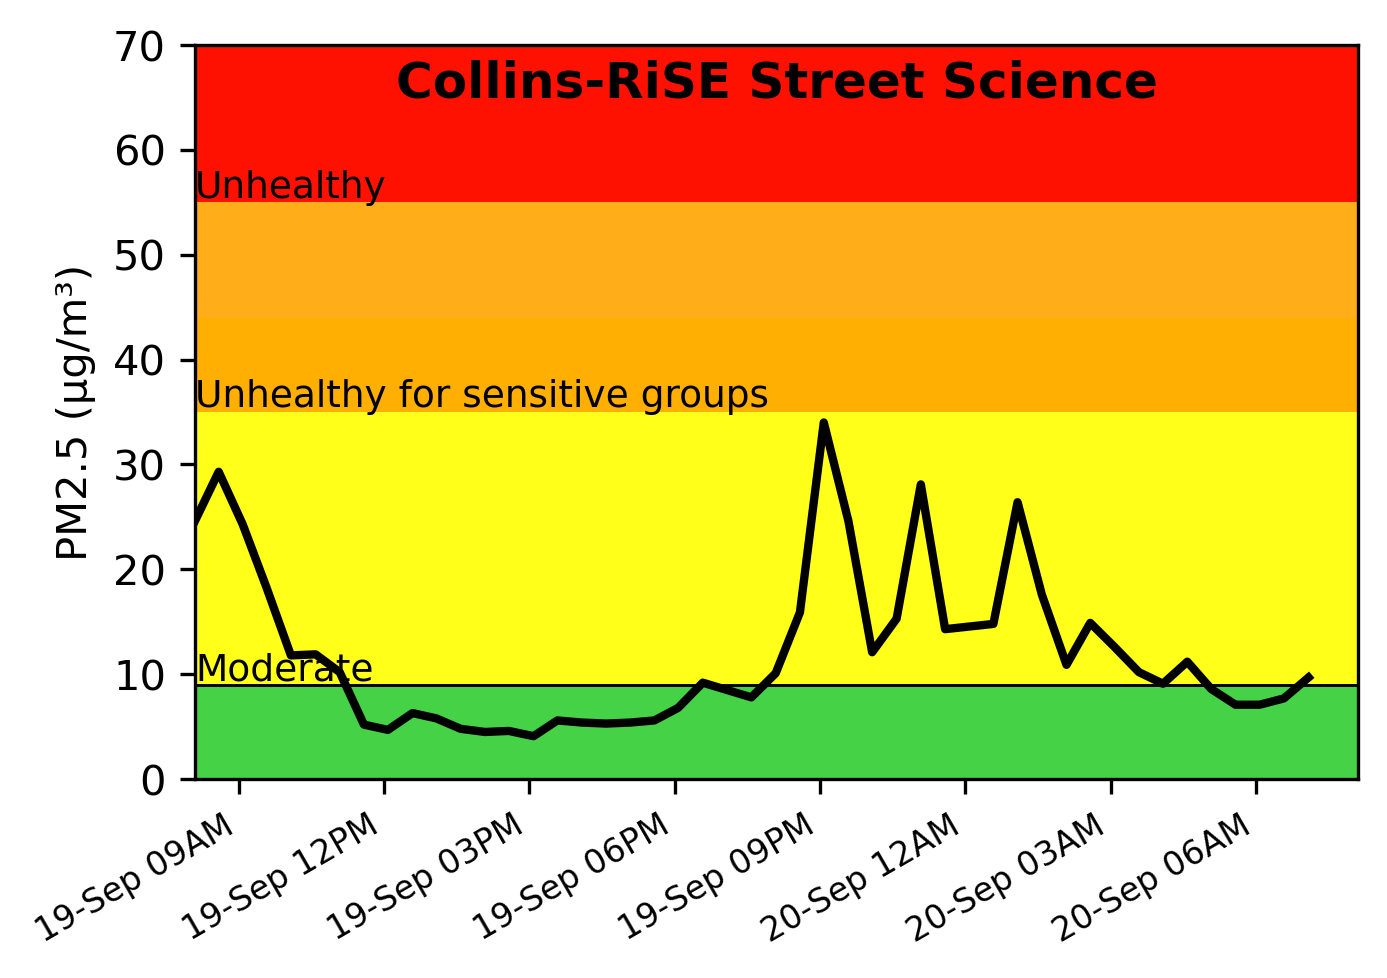 Collins-RiSE Street Science
70
60
Unhealthy
50
40
Unhealthy for sensitive groups
30
20
10
Moderate
0
PM2.5 (µg/m³)
19-Sep 09AM
19-Sep 12PM
19-Sep 03PM
19-Sep 06PM
19-Sep 09PM
20-Sep 12AM
20-Sep 03AM
20-Sep 06AM